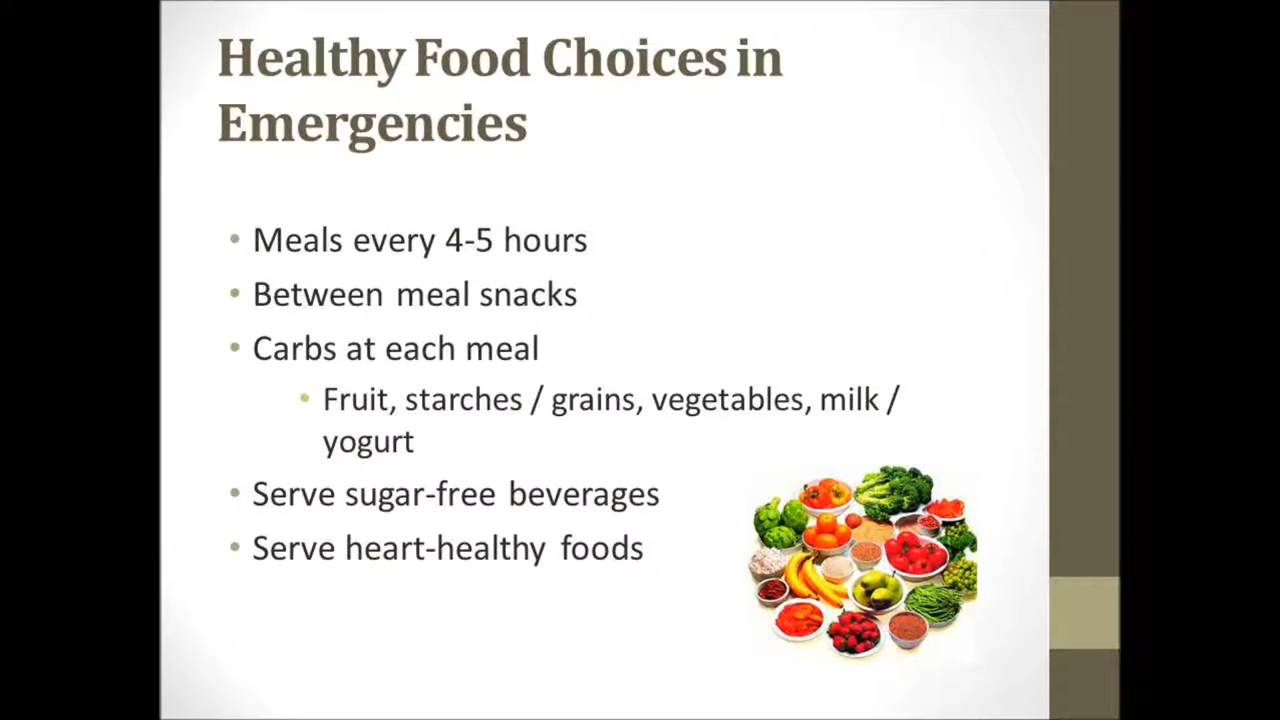 Healthy Food Choices in
Emergencies
• Meals every 4-5 hours
• Between meal snacks
• Carbs at each meal
• Fruit, starches / grains, vegetables, milk /
yogurt
• Serve sugar-free beverages
• Serve heart-healthy foods